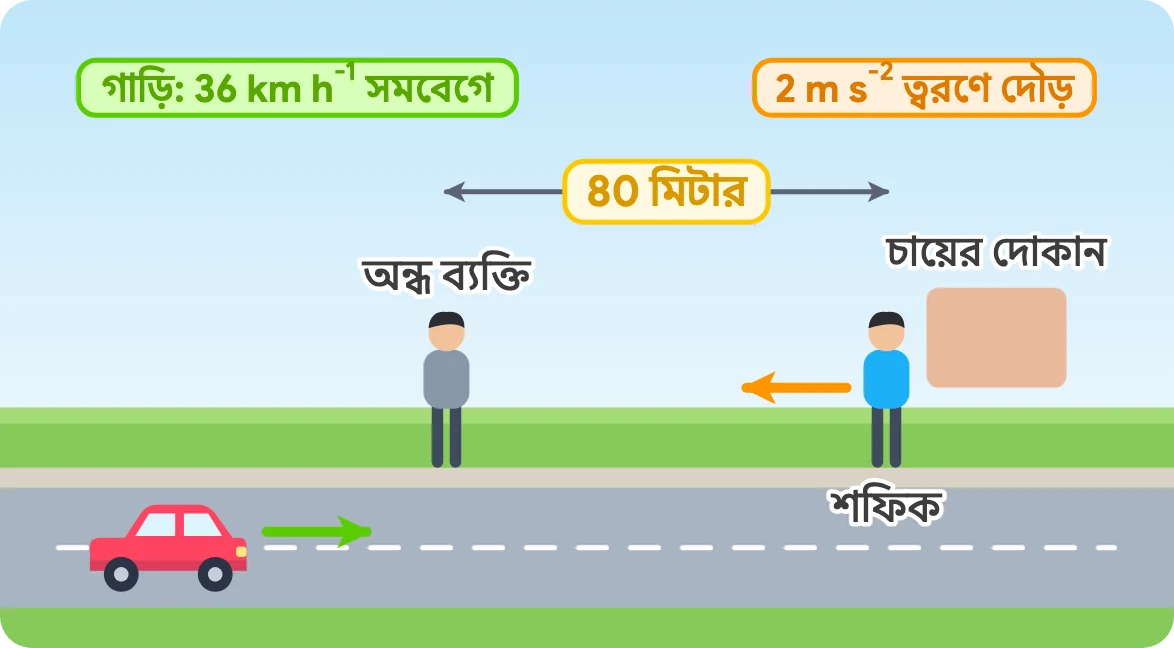 গাড়ি: 36 km h⁻¹ সমবেগে
2 m s⁻² ত্বরণে দৌড়
80 মিটার
চায়ের দোকান
অন্ধ ব্যক্তি
শফিক